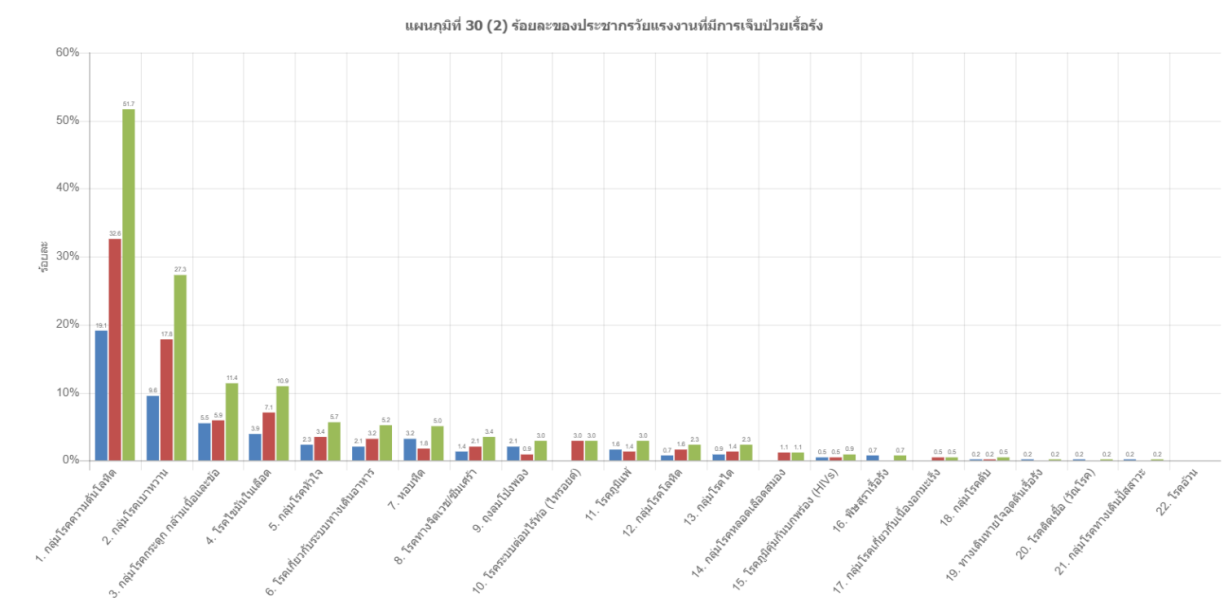 แผนภูมิที่ 30 (2) ร้อยละของประชากรวัยแรงงานที่มีการเจ็บป่วยเรื้อรัง
ร้อยละ
60%
50%
40%
30%
20%
10%
0%
19.1 32.6 51.7
9.6 17.8 27.3
5.5 5.9 11.4
3.9 7.1 10.9
2.3 3.4 5.7
2.1 3.2 5.2
3.2 1.8 5.0
1.4 2.1 3.4
2.1 0.9 3.0
3.0 3.0
1.6 1.4 3.0
0.7 1.6 2.3
0.9 1.4 2.3
1.1 1.1
0.5 0.5 0.9
0.7 0.7
0.5 0.5
0.2 0.2 0.5
0.2 0.2
0.2 0.2
0.2 0.2
1. กลุ่มโรคความดันโลหิต
2. กลุ่มโรคเบาหวาน
3. กลุ่มโรคกระดูก กล้ามเนื้อและข้อ
4. โรคไขมันในเลือด
5. กลุ่มโรคหัวใจ
6. โรคเกี่ยวกับระบบทางเดินอาหาร
7. หอบหืด
8. โรคทางจิตเวช/ซึมเศร้า
9. ถุงลมโป่งพอง
10. โรคระบบต่อมไร้ท่อ (ไทรอยด์)
11. โรคภูมิแพ้
12. กลุ่มโรคโลหิต
13. กลุ่มโรคไต
14. กลุ่มโรคหลอดเลือดสมอง
15. โรคภูมิคุ้มกันบกพร่อง (HIVs)
16. พิษสุราเรื้อรัง
17. กลุ่มโรคเกี่ยวกับเนื้องอกมะเร็ง
18. กลุ่มโรคตับ
19. ทางเดินหายใจอุดกั้นเรื้อรัง
20. โรคติดเชื้อ (วัณโรค)
21. กลุ่มโรคทางเดินปัสสาวะ
22. โรคอ้วน